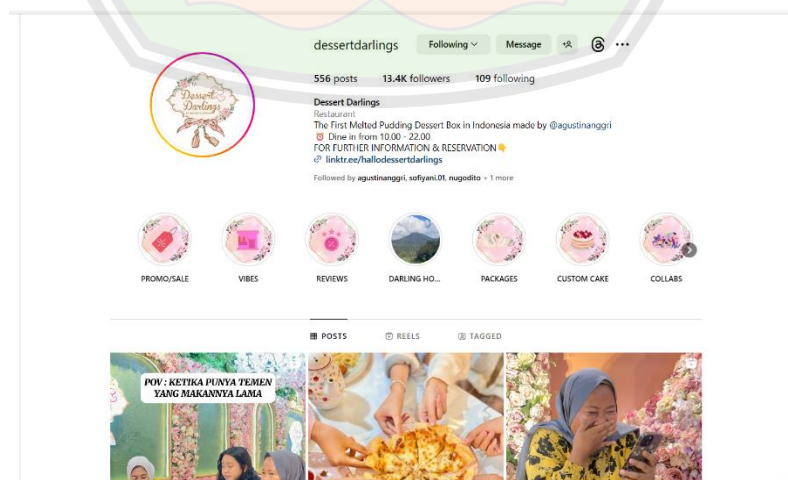 dessertdarlings Following Message
556 posts 13.4K followers 109 following
Dessert Darlings
Dessert Darlings
Restaurant
The First Melted Pudding Dessert Box in Indonesia made by @agustinanggri
Dine in from 10.00 - 22.00
FOR FURTHER INFORMATION & RESERVATION
linktr.ee/hallodessertdarlings
Followed by agustinanggri, sofiyani.01, nugodito + 1 more
PROMO/SALE VIBES REVIEWS DARLING HO... PACKAGES CUSTOM CAKE COLLABS
POSTS REELS TAGGED
POV : KETIKA PUNYA TEMEN
YANG MAKANNYA LAMA